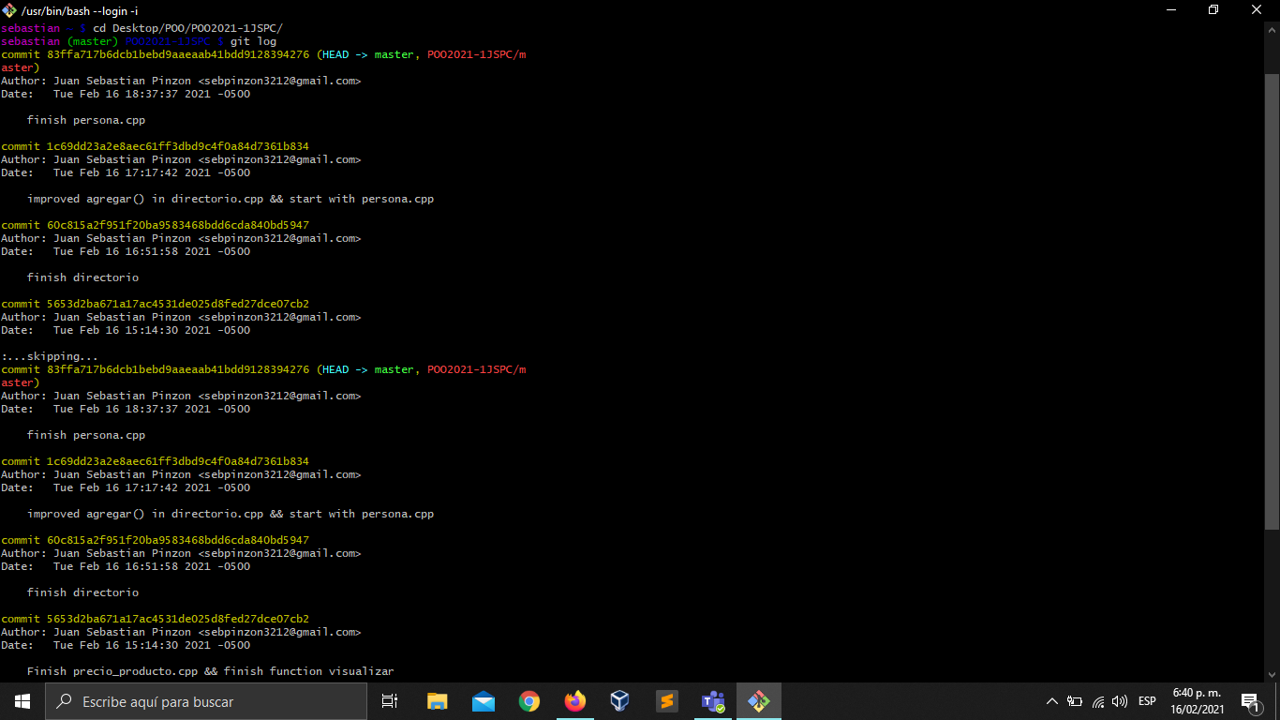 /usr/bin/bash --login -i
sebastian ~ $ cd Desktop/POO/POO2021-1JSPC/
sebastian (master) POO2021-1JSPC $ git log
commit 83ffa717b6dcb1bebd9aaeaab41bdd9128394276 (HEAD -> master, POO2021-1JSPC/m
aster)
Author: Juan Sebastian Pinzon <sebpinzon3212@gmail.com>
Date:   Tue Feb 16 18:37:37 2021 -0500
finish persona.cpp
commit 1c69dd23a2e8aec61ff3dbd9c4f0a84d7361b834
Author: Juan Sebastian Pinzon <sebpinzon3212@gmail.com>
Date:   Tue Feb 16 17:17:42 2021 -0500
improved agregar() in directorio.cpp && start with persona.cpp
commit 60c815a2f951f20ba9583468bdd6cda840bd5947
Author: Juan Sebastian Pinzon <sebpinzon3212@gmail.com>
Date:   Tue Feb 16 16:51:58 2021 -0500
finish directorio
commit 5653d2ba671a17ac4531de025d8fed27dce07cb2
Author: Juan Sebastian Pinzon <sebpinzon3212@gmail.com>
Date:   Tue Feb 16 15:14:30 2021 -0500
:...skipping...
commit 83ffa717b6dcb1bebd9aaeaab41bdd9128394276 (HEAD -> master, POO2021-1JSPC/m
aster)
Author: Juan Sebastian Pinzon <sebpinzon3212@gmail.com>
Date:   Tue Feb 16 18:37:37 2021 -0500
finish persona.cpp
commit 1c69dd23a2e8aec61ff3dbd9c4f0a84d7361b834
Author: Juan Sebastian Pinzon <sebpinzon3212@gmail.com>
Date:   Tue Feb 16 17:17:42 2021 -0500
improved agregar() in directorio.cpp && start with persona.cpp
commit 60c815a2f951f20ba9583468bdd6cda840bd5947
Author: Juan Sebastian Pinzon <sebpinzon3212@gmail.com>
Date:   Tue Feb 16 16:51:58 2021 -0500
finish directorio
commit 5653d2ba671a17ac4531de025d8fed27dce07cb2
Author: Juan Sebastian Pinzon <sebpinzon3212@gmail.com>
Date:   Tue Feb 16 15:14:30 2021 -0500
Finish precio_producto.cpp && finish function visualizar
Escribe aquí para buscar
ESP
6:40 p. m.
16/02/2021
1